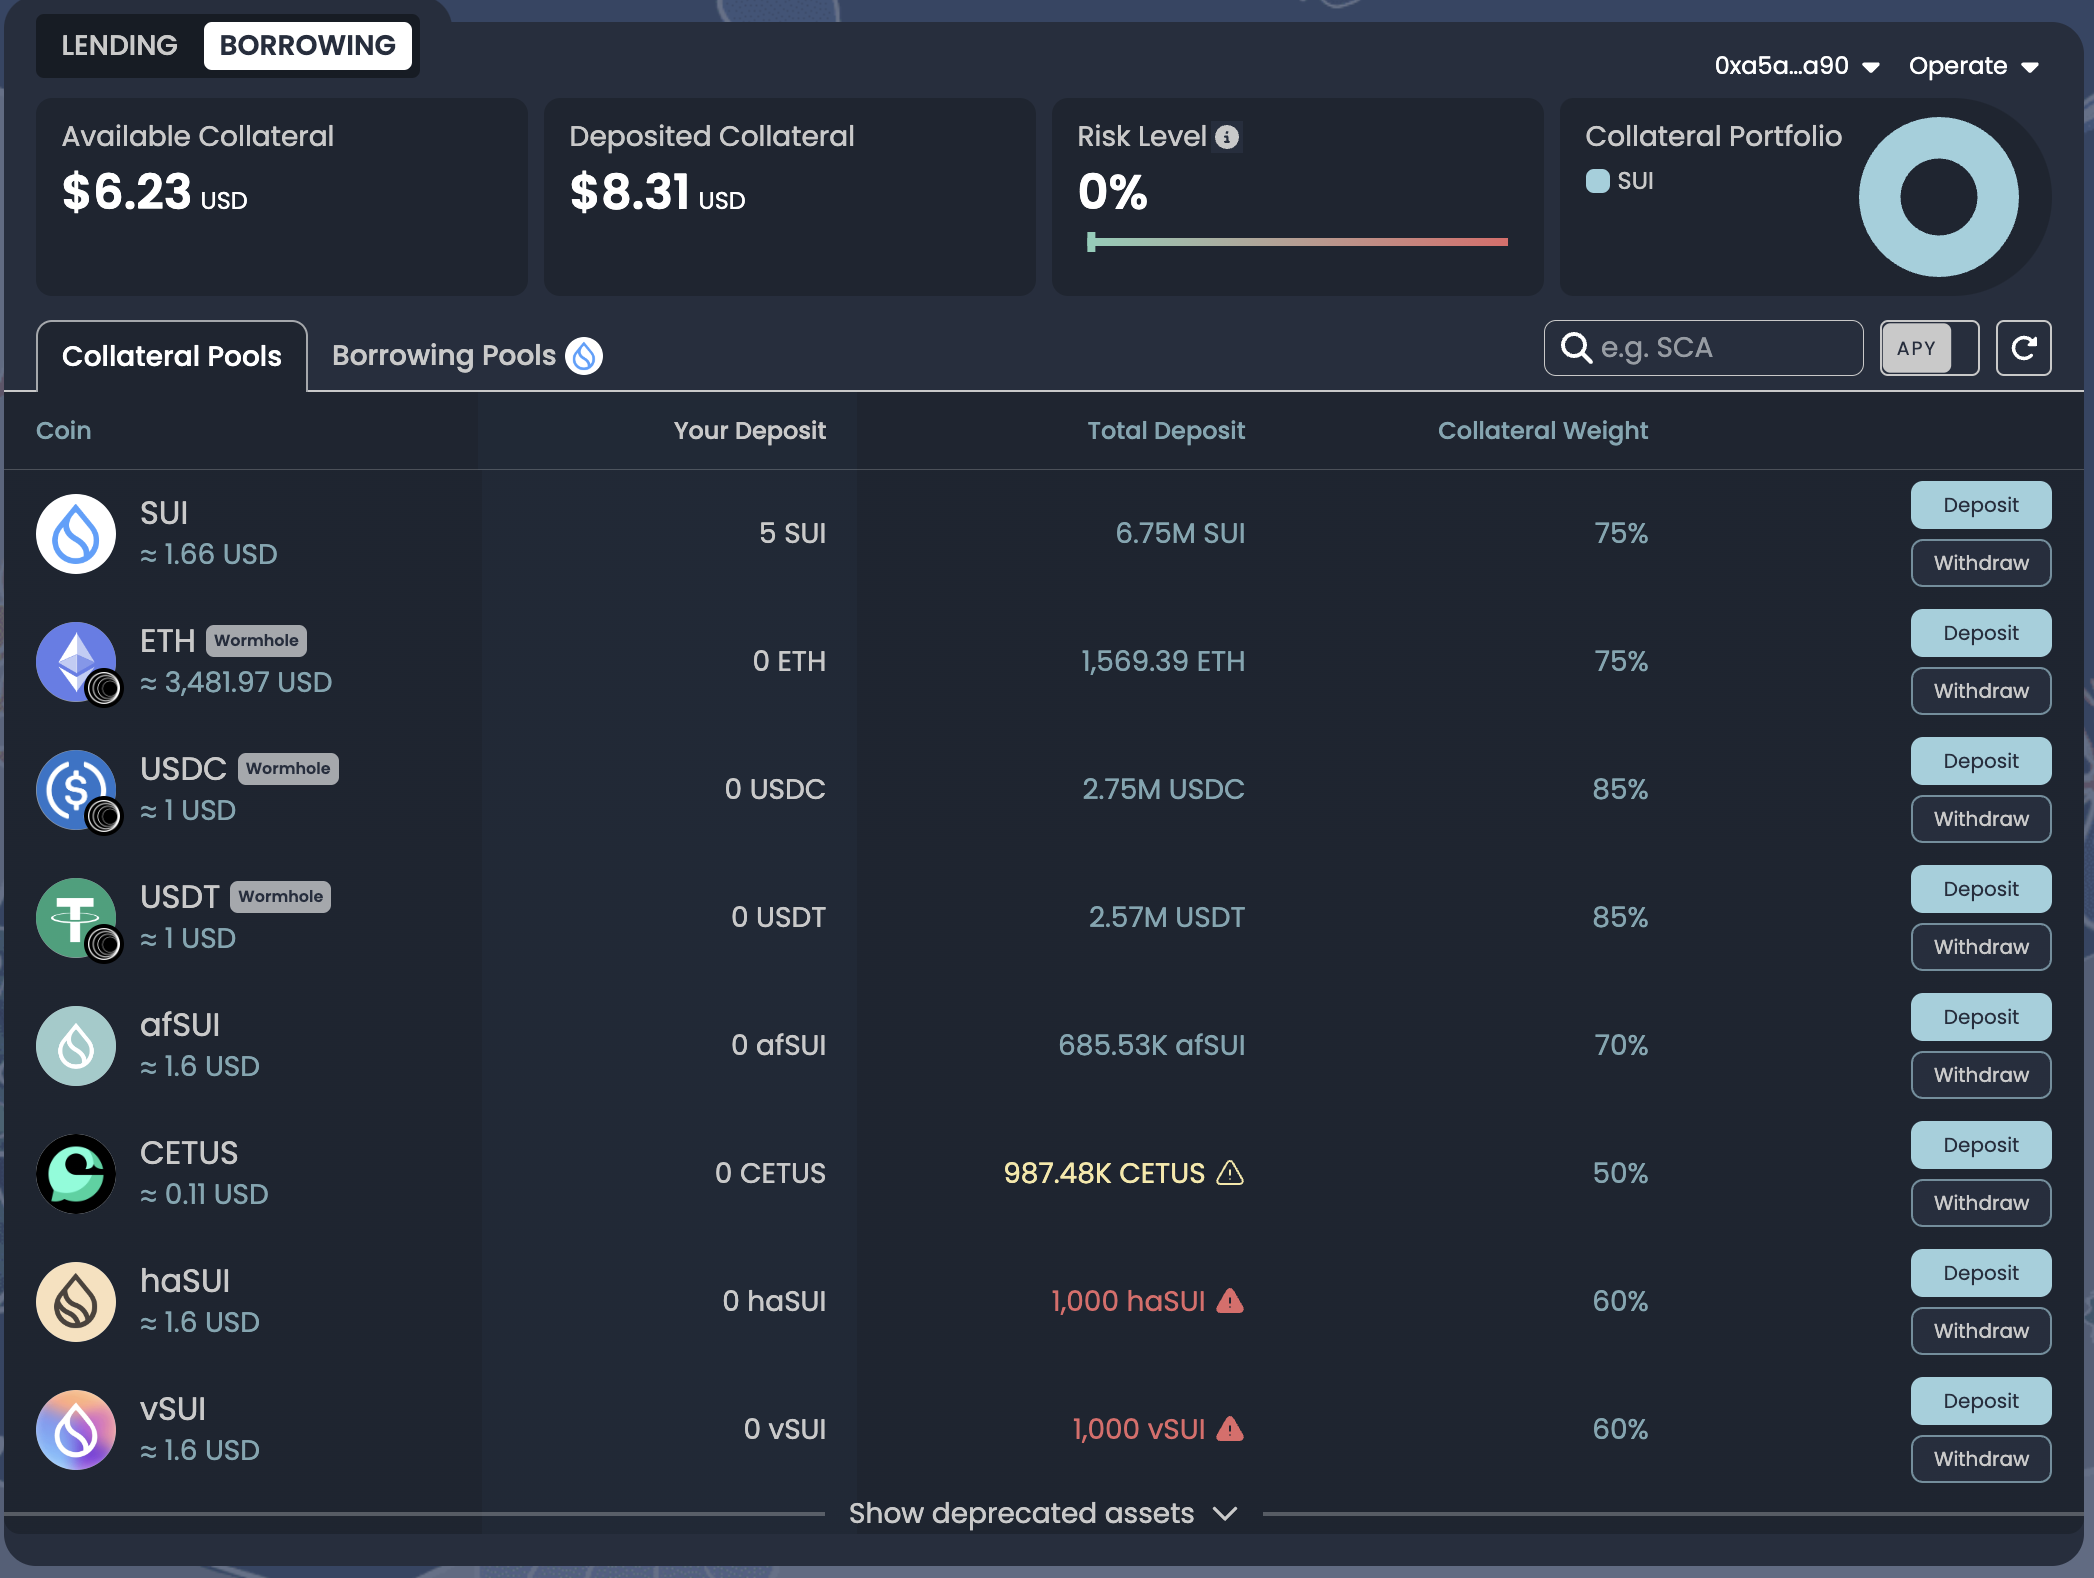 LENDING BORROWING
0xa5a...a90 Operate
Available Collateral
$6.23 USD
Deposited Collateral
$8.31 USD
Risk Level
0%
Collateral Portfolio
SUI
Collateral Pools Borrowing Pools
e.g. SCA
APY
Coin Your Deposit Total Deposit Collateral Weight
SUI
≈ 1.66 USD
5 SUI 6.75M SUI 75%
Deposit
Withdraw
ETH Wormhole
≈ 3,481.97 USD
0 ETH 1,569.39 ETH 75%
Deposit
Withdraw
USDC Wormhole
≈ 1 USD
0 USDC 2.75M USDC 85%
Deposit
Withdraw
USDT Wormhole
≈ 1 USD
0 USDT 2.57M USDT 85%
Deposit
Withdraw
afSUI
≈ 1.6 USD
0 afSUI 685.53K afSUI 70%
Deposit
Withdraw
CETUS
≈ 0.11 USD
0 CETUS 987.48K CETUS 50%
Deposit
Withdraw
haSUI
≈ 1.6 USD
0 haSUI 1,000 haSUI 60%
Deposit
Withdraw
vSUI
≈ 1.6 USD
0 vSUI 1,000 vSUI 60%
Deposit
Withdraw
Show deprecated assets